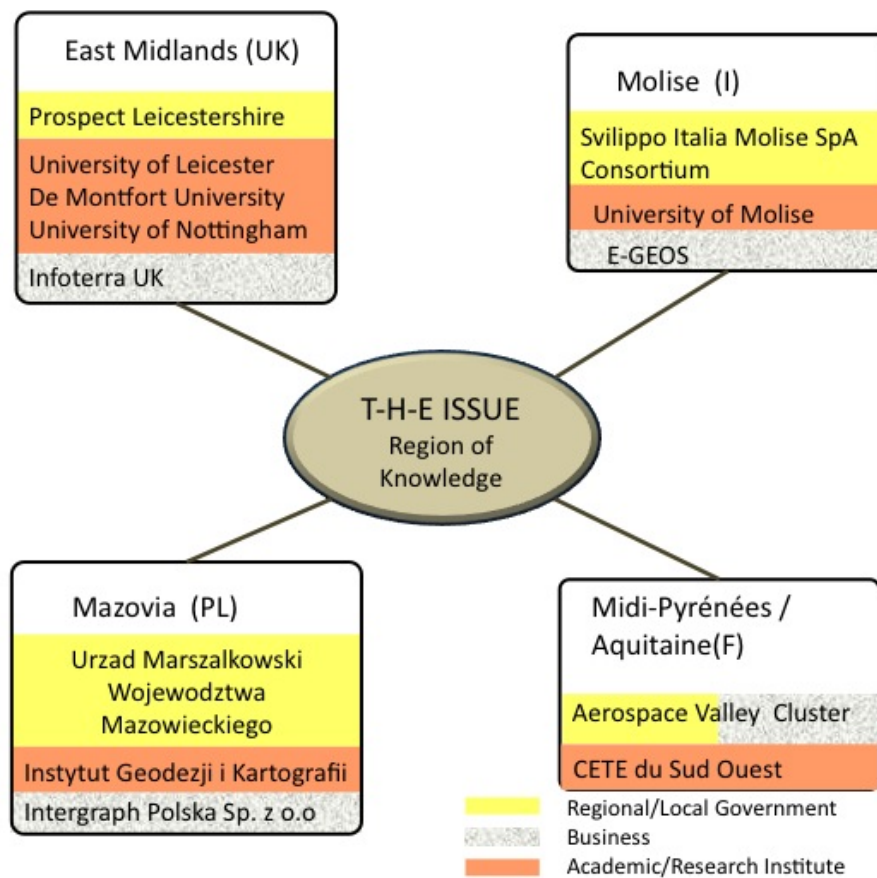 East Midlands (UK)
Prospect Leicestershire
University of Leicester
De Montfort University
University of Nottingham
Infoterra UK
Molise (I)
Svilippo Italia Molise SpA
Consortium
University of Molise
E-GEOS
T-H-E ISSUE
Region of
Knowledge
Mazovia (PL)
Urzad Marszalkowski
Wojewodztwa
Mazowieckiego
Instytut Geodezji i Kartografii
Intergraph Polska Sp. z o.o
Midi-Pyrénées /
Aquitaine(F)
Aerospace Valley Cluster
CETE du Sud Ouest
Regional/Local Government
Business
Academic/Research Institute